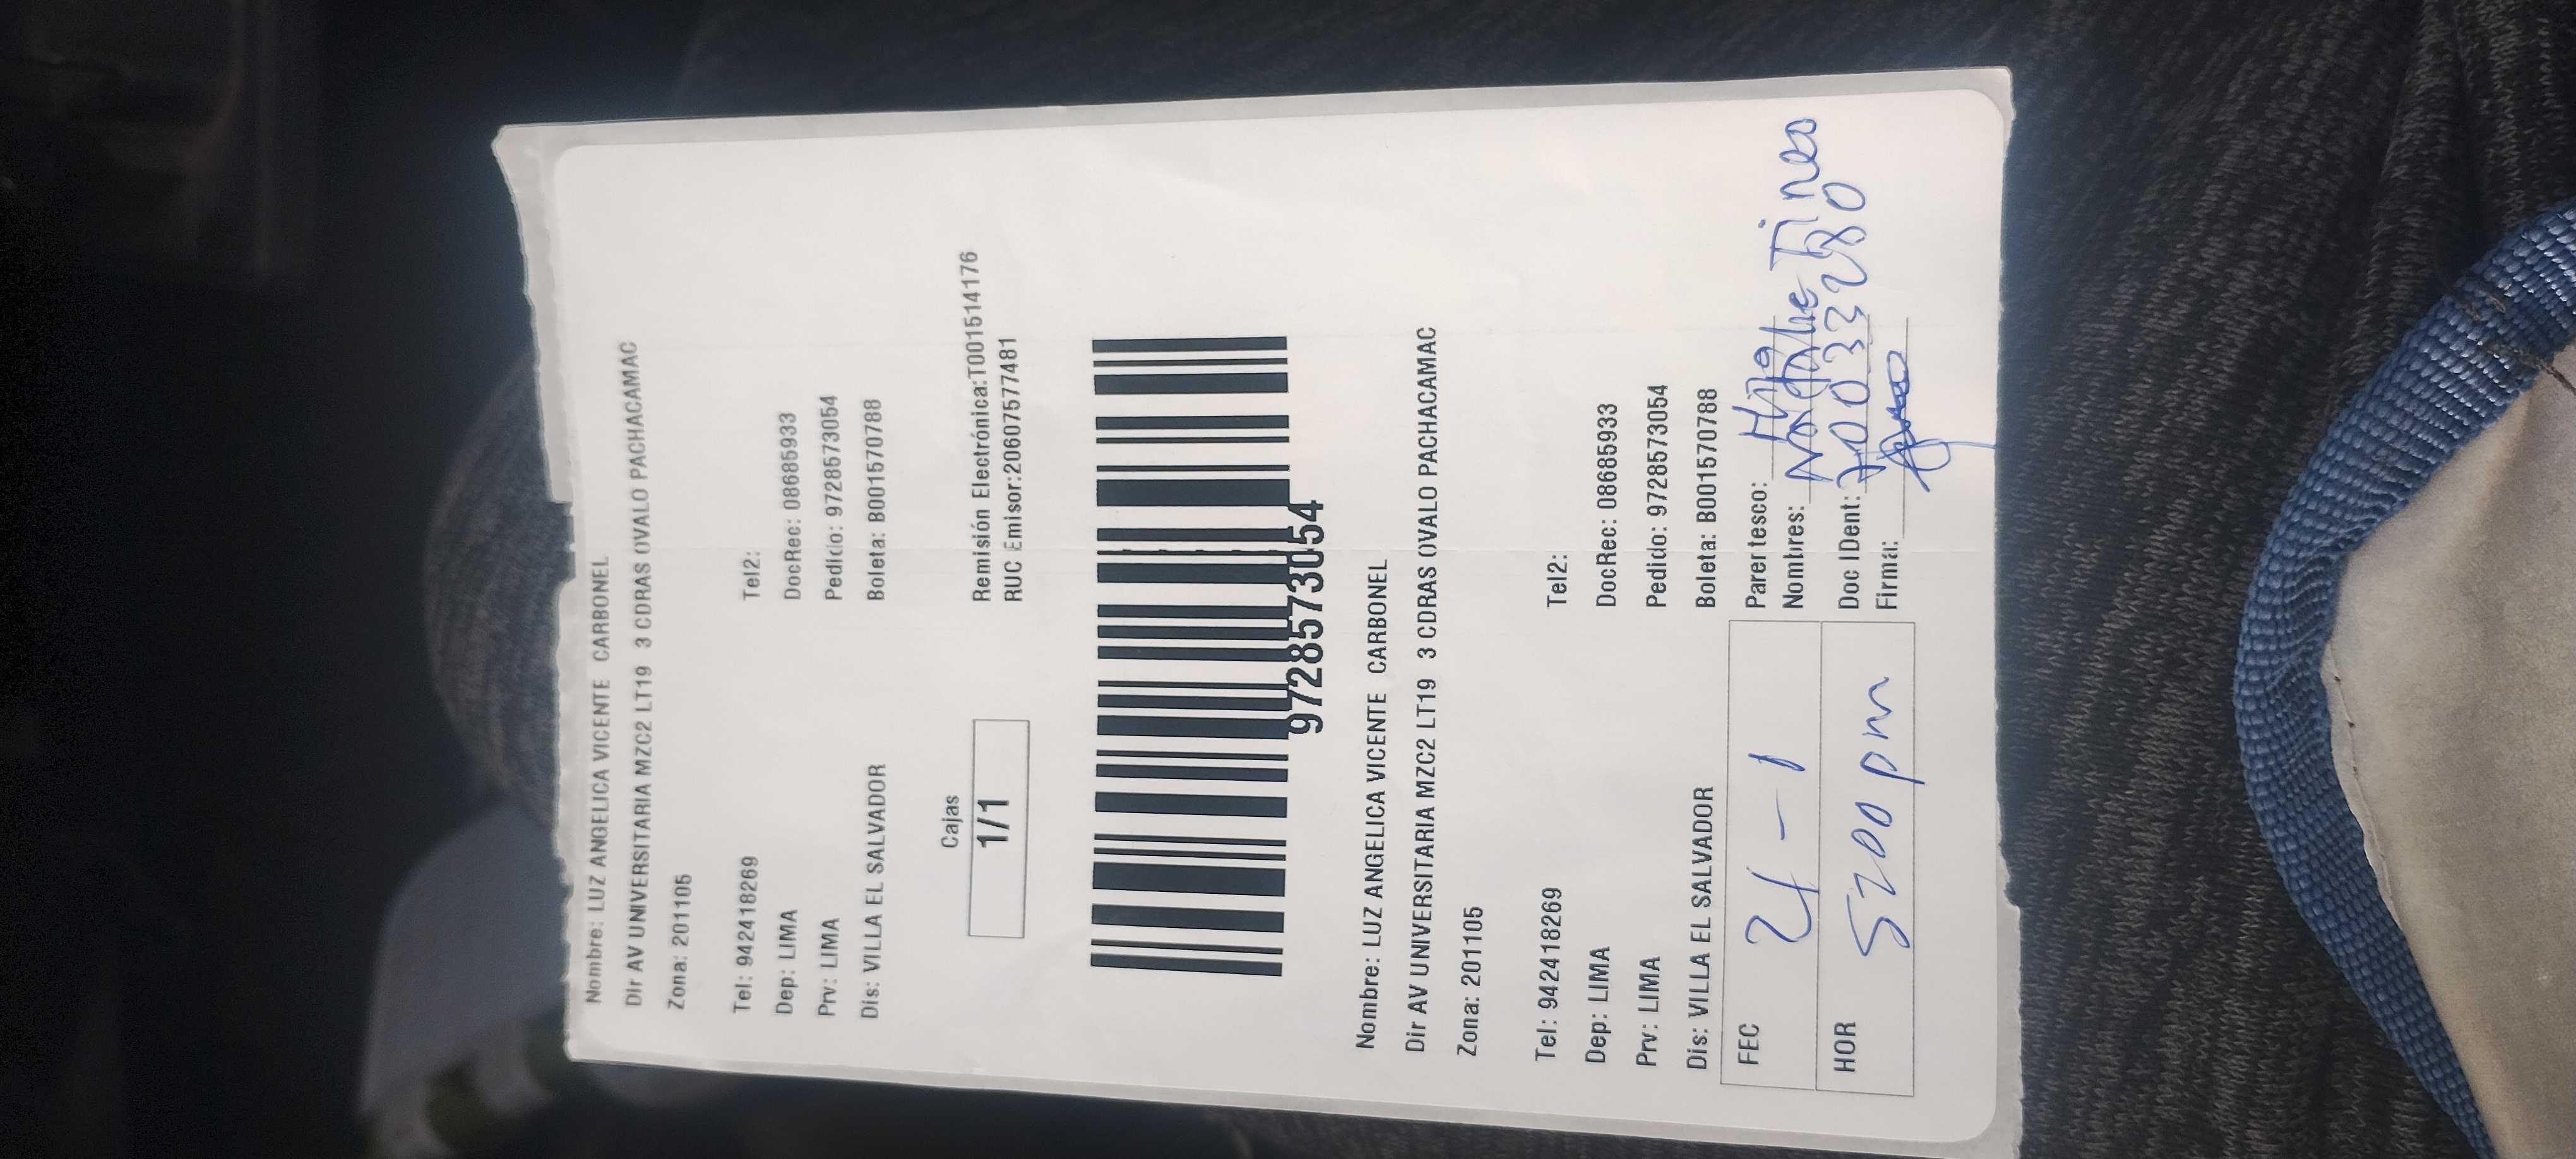 Nombre: LUZ ANGELICA VICENTE CARBONEL
Dir AV UNIVERSITARIA MZC2 LT19 3 CDRAS OVALO PACHACAMAC
Zona: 201105
Tel: 942418269 Tel2:
Dep: LIMA DocRec: 08685933
Prv: LIMA Pedido: 9728573054
Dis: VILLA EL SALVADOR Boleta: B001570788
Cajas
1/1
Remisión Electrónica:T001514176
RUC Emisor:20607577481
9728573054
Nombre: LUZ ANGELICA VICENTE CARBONEL
Dir AV UNIVERSITARIA MZC2 LT19 3 CDRAS OVALO PACHACAMAC
Zona: 201105
Tel: 942418269 Tel2:
Dep: LIMA DocRec: 08685933
Prv: LIMA Pedido: 9728573054
Dis: VILLA EL SALVADOR Boleta: B001570788
FEC 21-1 Parentesco: Hija
Nombres: Tineo
HOR 5:00 pm Doc IDent: 70033280
Firma: